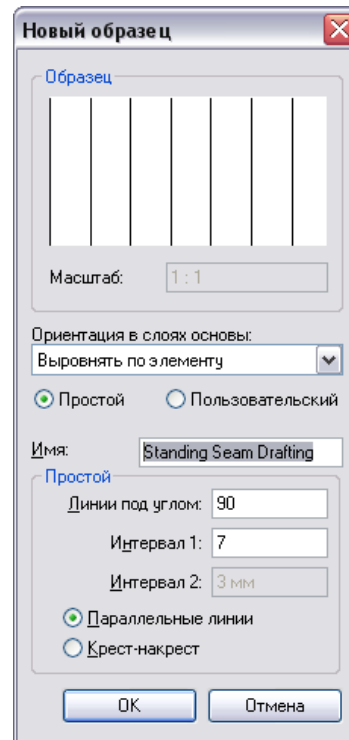 Новый образец
Образец
Масштаб: 1 : 1
Ориентация в слоях основы:
Выровнять по элементу
Простой Пользовательский
Имя: Standing Seam Drafting
Простой
Линии под углом: 90
Интервал 1: 7
Интервал 2: 3 мм
Параллельные линии
Крест-накрест
OK Отмена